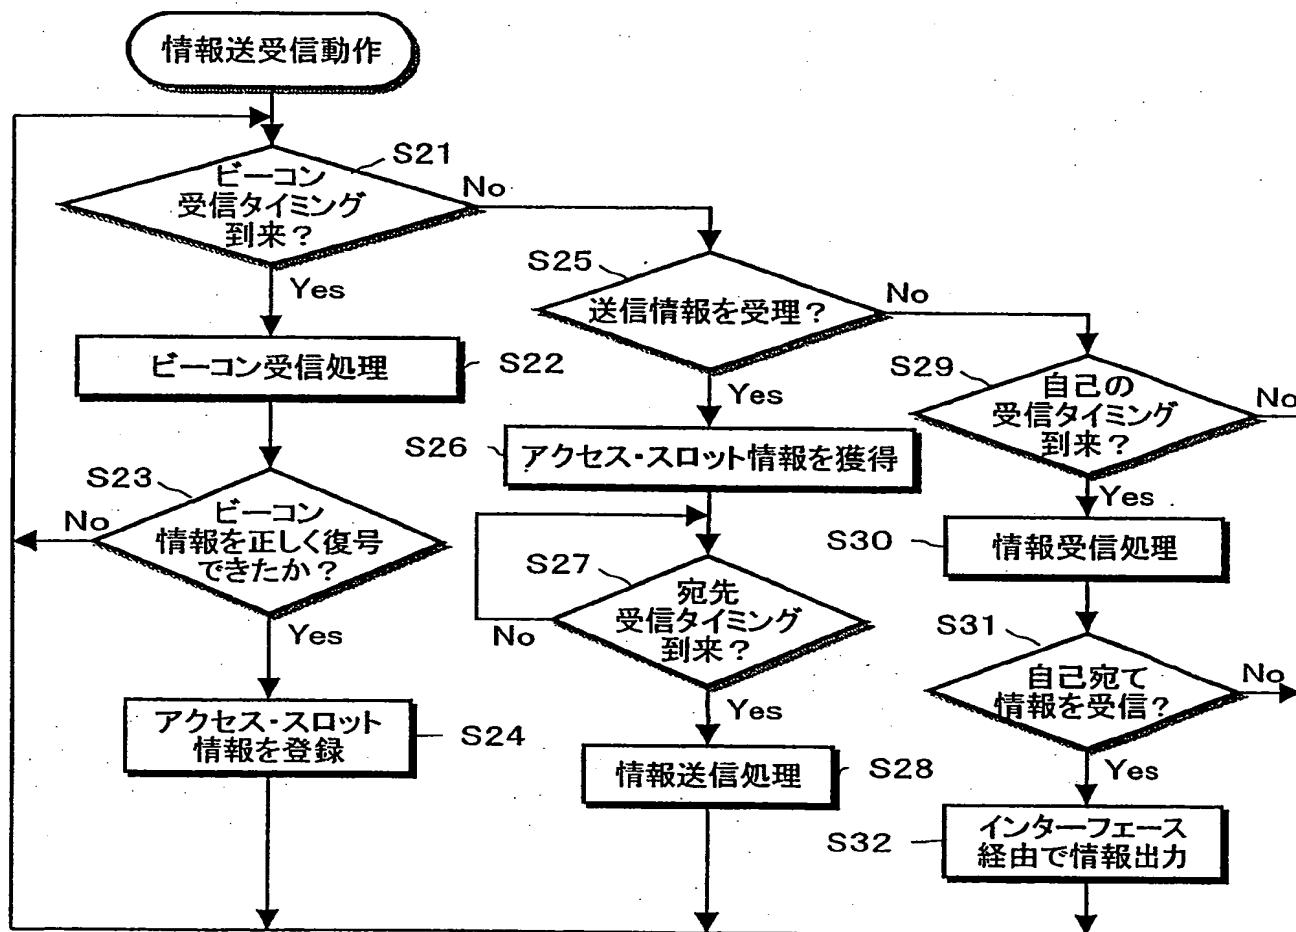 情報送受信動作
S21
ビーコン
受信タイミング
到来？
No
Yes
S22
ビーコン受信処理
S23
ビーコン
情報を正しく復号
できたか？
No
Yes
アクセス・スロット
情報を登録
S24
S25
送信情報を受理？
No
Yes
S26
アクセス・スロット情報を獲得
S27
宛先
受信タイミング
到来？
No
Yes
情報送信処理
S28
S29
自己の
受信タイミング
到来？
No
Yes
S30
情報受信処理
S31
自己宛て
情報を受信？
No
Yes
S32
インターフェース
経由で情報出力